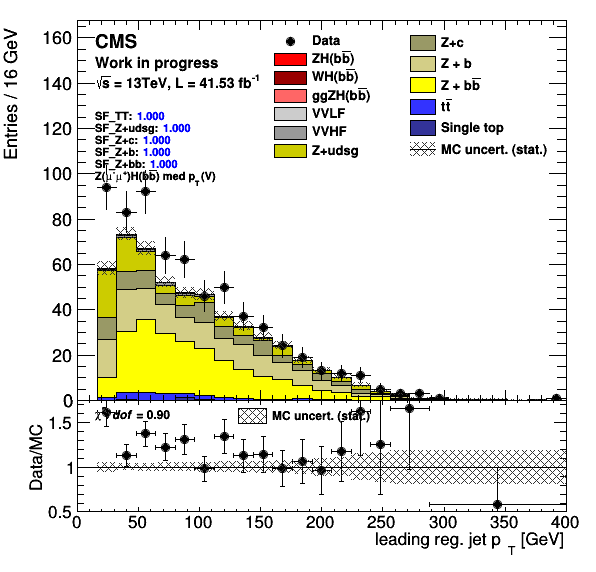 Entries / 16 GeV
160
140
120
100
80
60
40
20
0
CMS
Work in progress
√s = 13TeV, L = 41.53 fb⁻¹
SF_TT: 1.000
SF_Z+udsg: 1.000
SF_Z+c: 1.000
SF_Z+b: 1.000
SF_Z+bb: 1.000
Z(μ⁻μ⁺)H(bb̅) med p_T(V)
Data
ZH(bb̅)
WH(bb̅)
ggZH(bb̅)
VVLF
VVHF
Z+udsg
Z+c
Z + b
Z + bb̅
tt̅
Single top
MC uncert. (stat.)
Data/MC
1.5
1
0.5
dof = 0.90
MC uncert. (stat.)
0 50 100 150 200 250 300 350 400
leading reg. jet p_T [GeV]